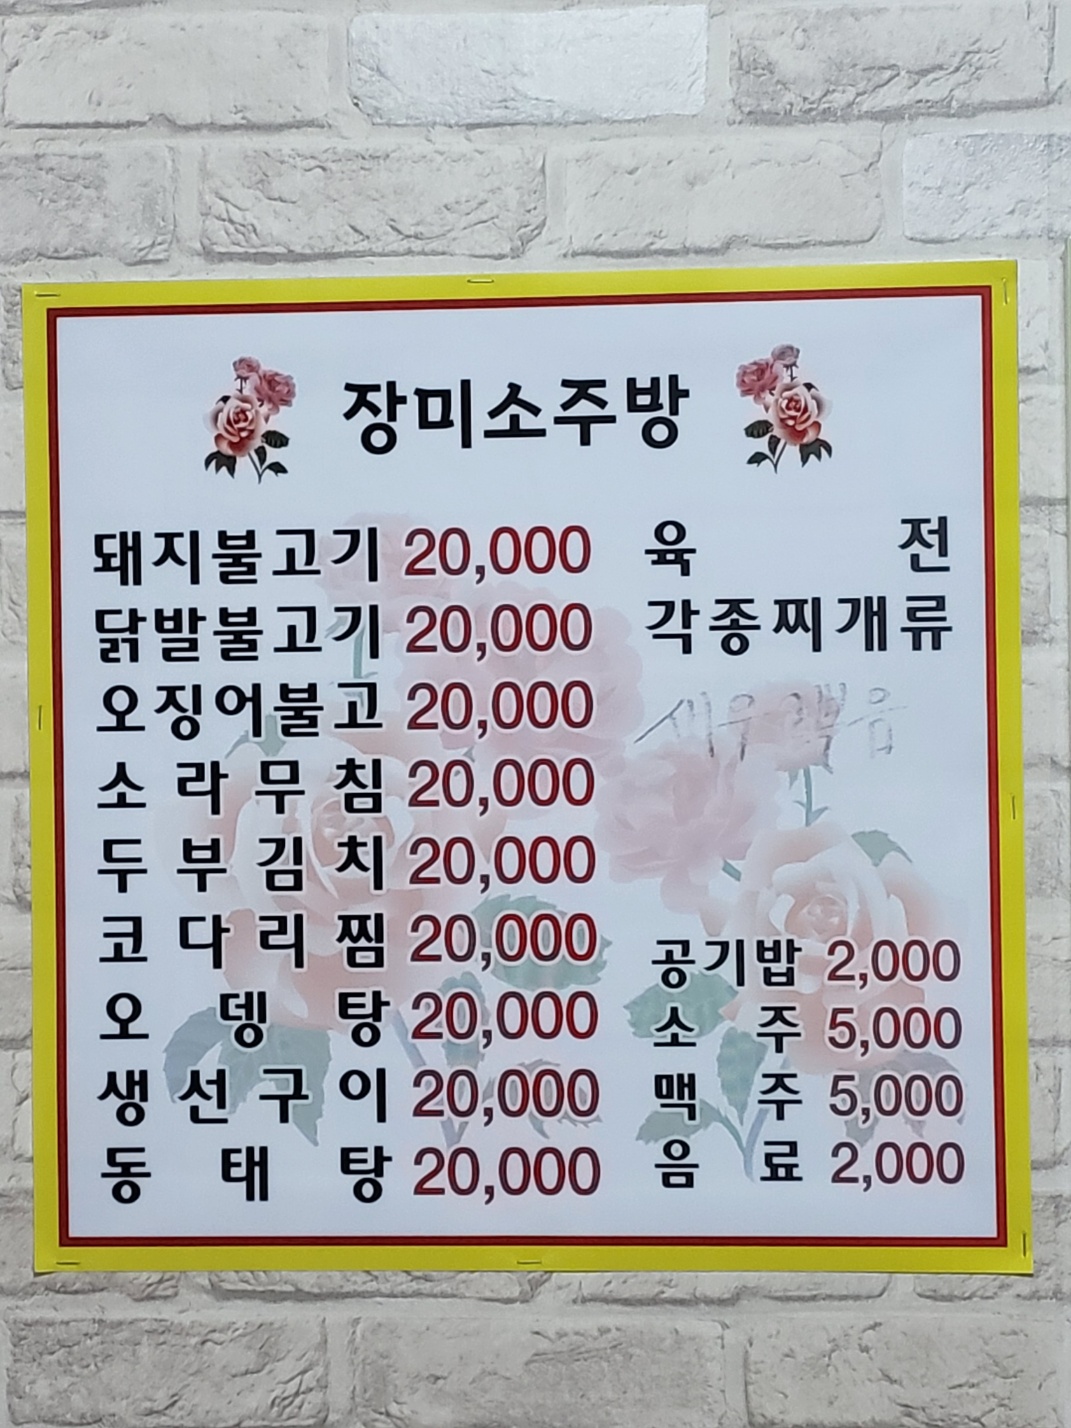 장미소주방
돼지불고기 20,000
닭발불고기 20,000
오징어불고 20,000
소라무침 20,000
두부김치 20,000
코다리찜 20,000
오뎅탕 20,000
생선구이 20,000
동태탕 20,000
육전
각종찌개류
새우
공기밥 2,000
소주 5,000
맥주 5,000
음료 2,000